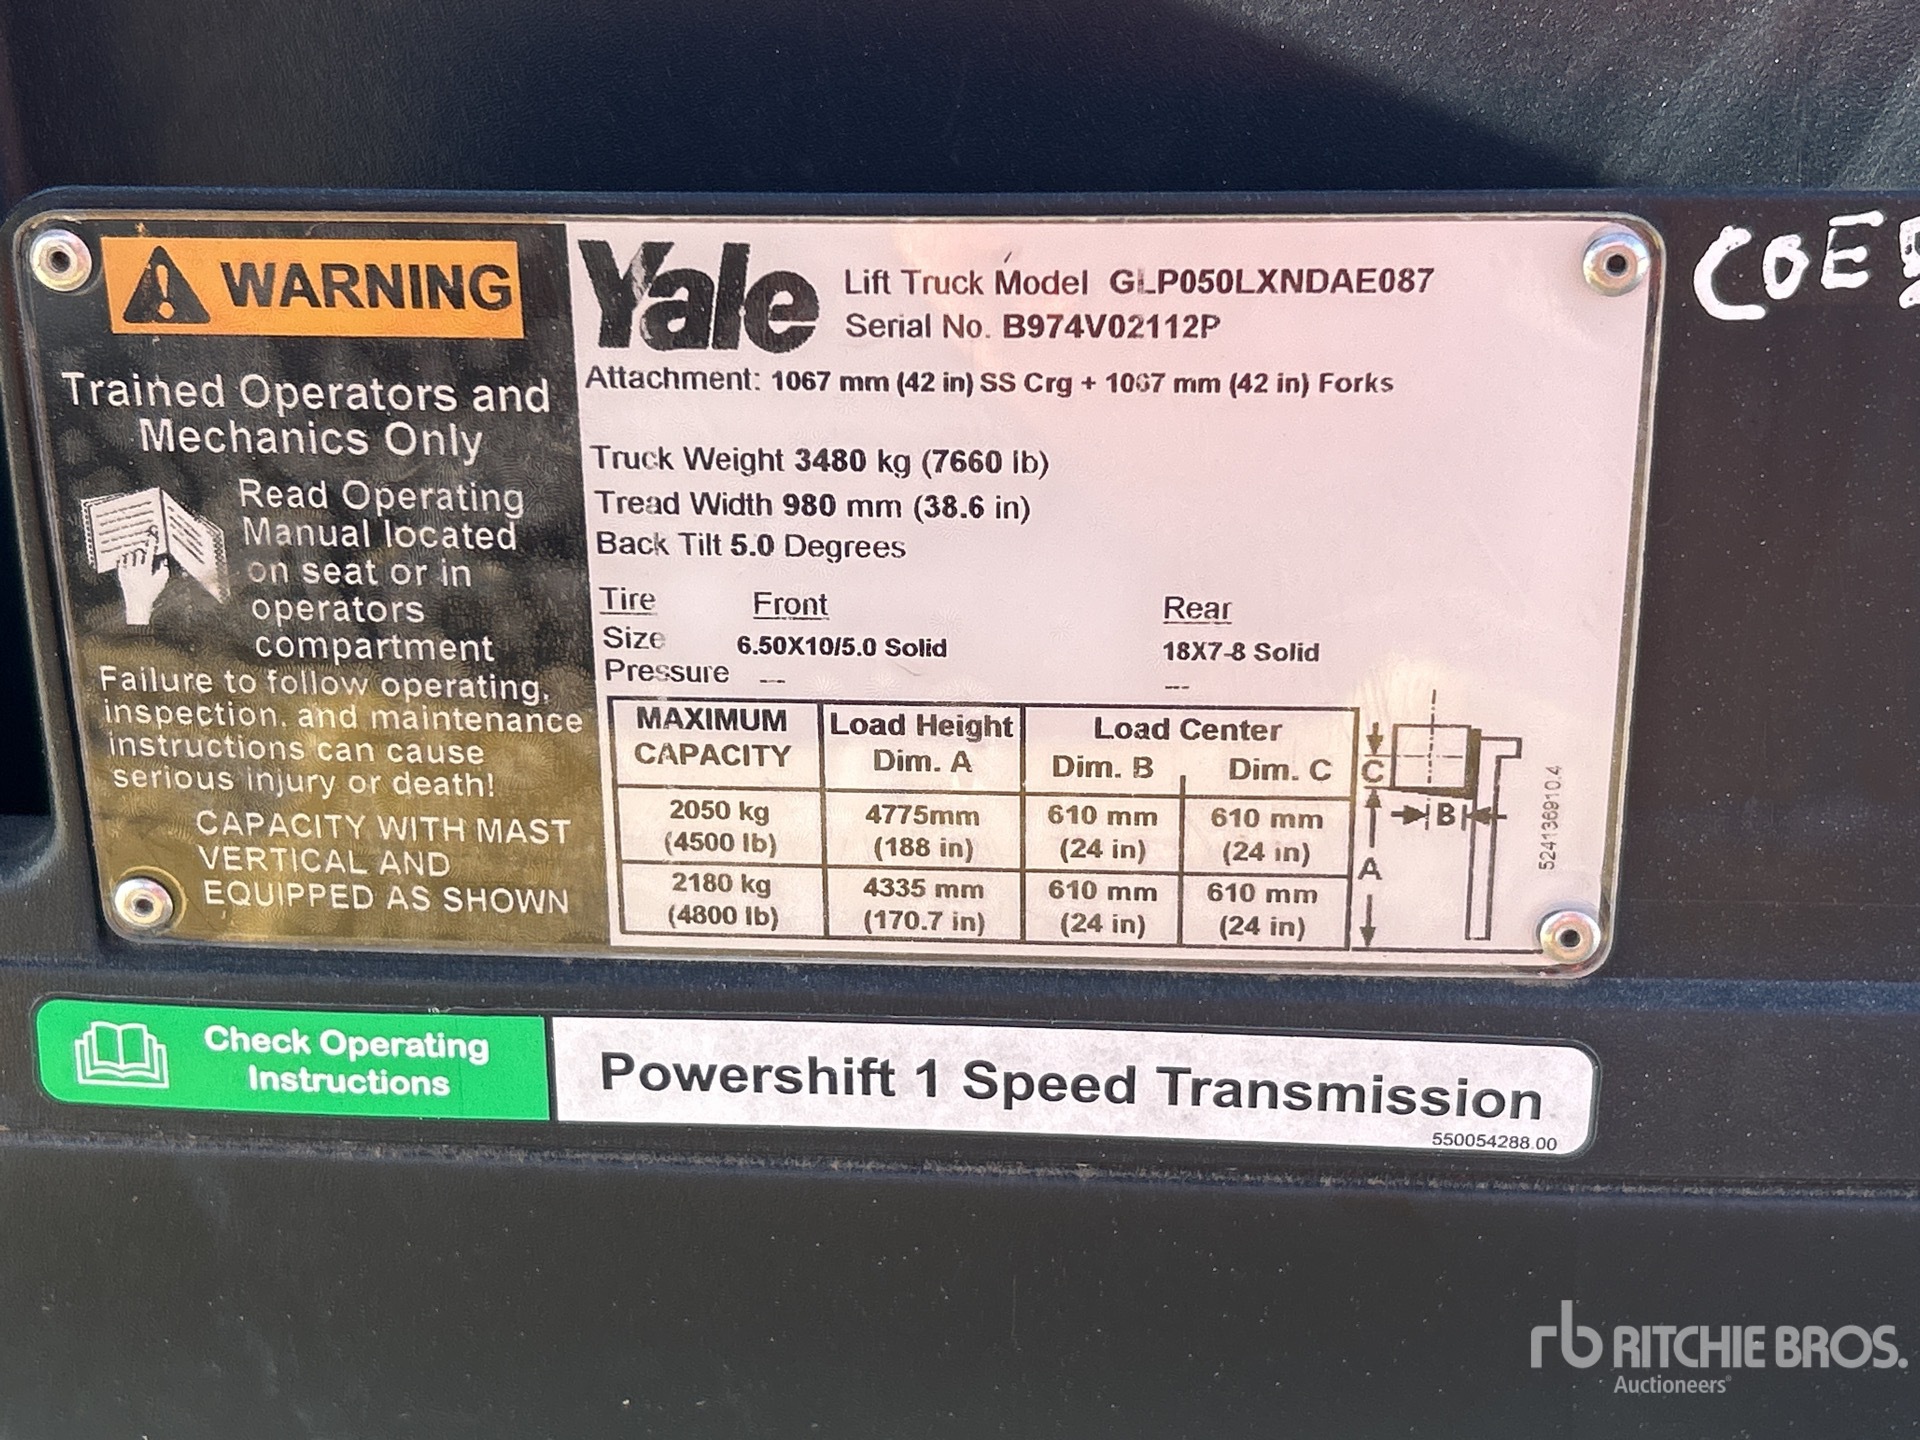 WARNING
Trained Operators and
Mechanics Only
Read Operating
Manual located
on seat or in
operators
compartment
Failure to follow operating,
inspection, and maintenance
instructions can cause
serious injury or death!
CAPACITY WITH MAST
VERTICAL AND
EQUIPPED AS SHOWN
Yale
Lift Truck Model GLP050LXNDAE087
Serial No. B974V02112P
Attachment: 1067 mm (42 in) SS Crg + 1067 mm (42 in) Forks
Truck Weight 3480 kg (7660 lb)
Tread Width 980 mm (38.6 in)
Back Tilt 5.0 Degrees
Tire Front Rear
Size 6.50X10/5.0 Solid 18X7-8 Solid
Pressure --- ---
MAXIMUM CAPACITY Load Height Dim. A Load Center Dim. B Dim. C
2050 kg 4775mm 610 mm 610 mm
(4500 lb) (188 in) (24 in) (24 in)
2180 kg 4335 mm 610 mm 610 mm
(4800 lb) (170.7 in) (24 in) (24 in)
C
B
A
524136910.4
COE
Check Operating
Instructions
Powershift 1 Speed Transmission
550054288.00
rb RITCHIE BROS.
Auctioneers